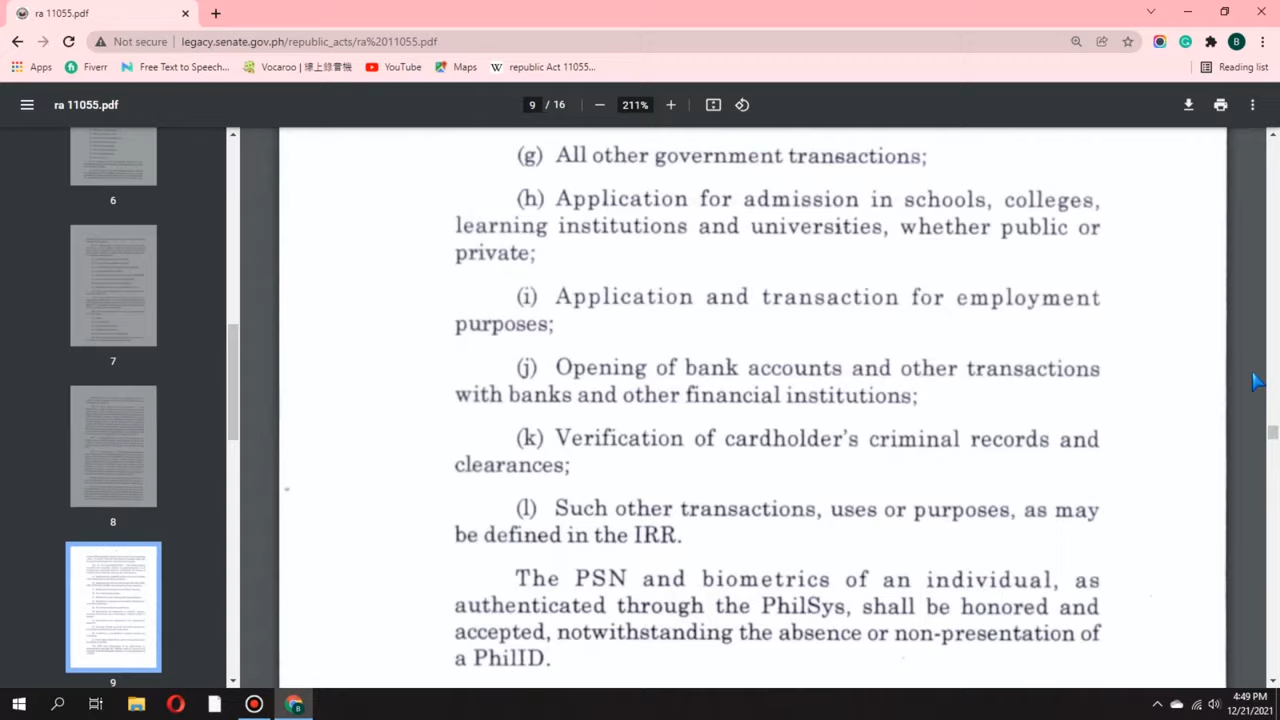 ra 11055.pdf
Not secure
legacy.senate.gov.ph/republic_acts/ra%2011055.pdf
B
Apps
Fiverr
Free Text to Speech...
Vocaroo | 線上錄音機
YouTube
Maps
W
republic Act 11055...
Reading list
ra 11055.pdf
9 / 16
211%
6
7
8
9
(g) All other government transactions;
(h) Application for admission in schools, colleges,
learning institutions and universities, whether public or
private;
(i) Application and transaction for employment
purposes;
(j) Opening of bank accounts and other transactions
with banks and other financial institutions;
(k) Verification of cardholder's criminal records and
clearances;
(l) Such other transactions, uses or purposes, as may
be defined in the IRR.
The PSN and biometrics of an individual, as
authenticated through the PhilSys, shall be honored and
accepted, notwithstanding the absence or non-presentation of
a PhilID.
4:49 PM
12/21/2021